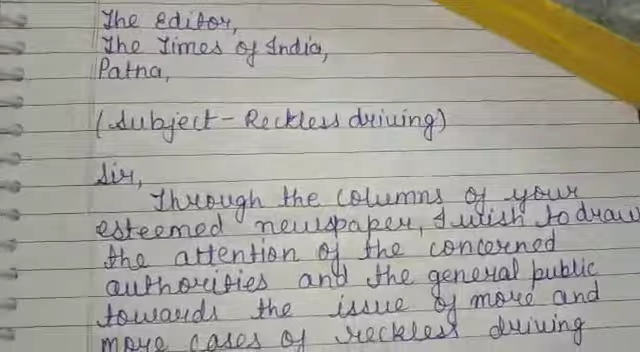 The Editor,
The Times of India,
Patna,
(Subject - Reckless driving)
Sir,
Through the columns of your
esteemed newspaper, I wish to draw
the attention of the concerned
authorities and the general public
towards the issue of more and
more cases of reckless driving